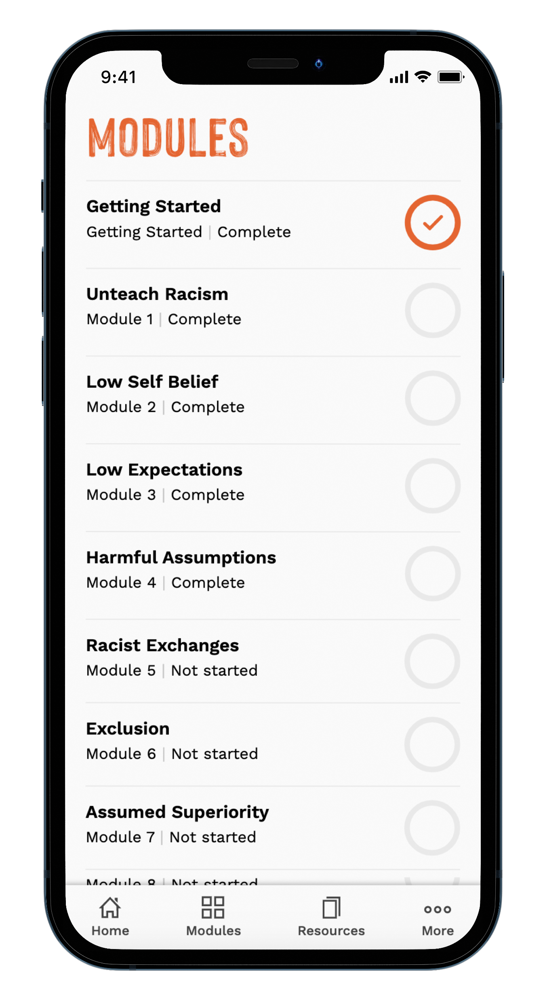 9:41
MODULES
Getting Started
Getting Started | Complete
Unteach Racism
Module 1 | Complete
Low Self Belief
Module 2 | Complete
Low Expectations
Module 3 | Complete
Harmful Assumptions
Module 4 | Complete
Racist Exchanges
Module 5 | Not started
Exclusion
Module 6 | Not started
Assumed Superiority
Module 7 | Not started
Module 8 | Not started
Home Modules Resources More